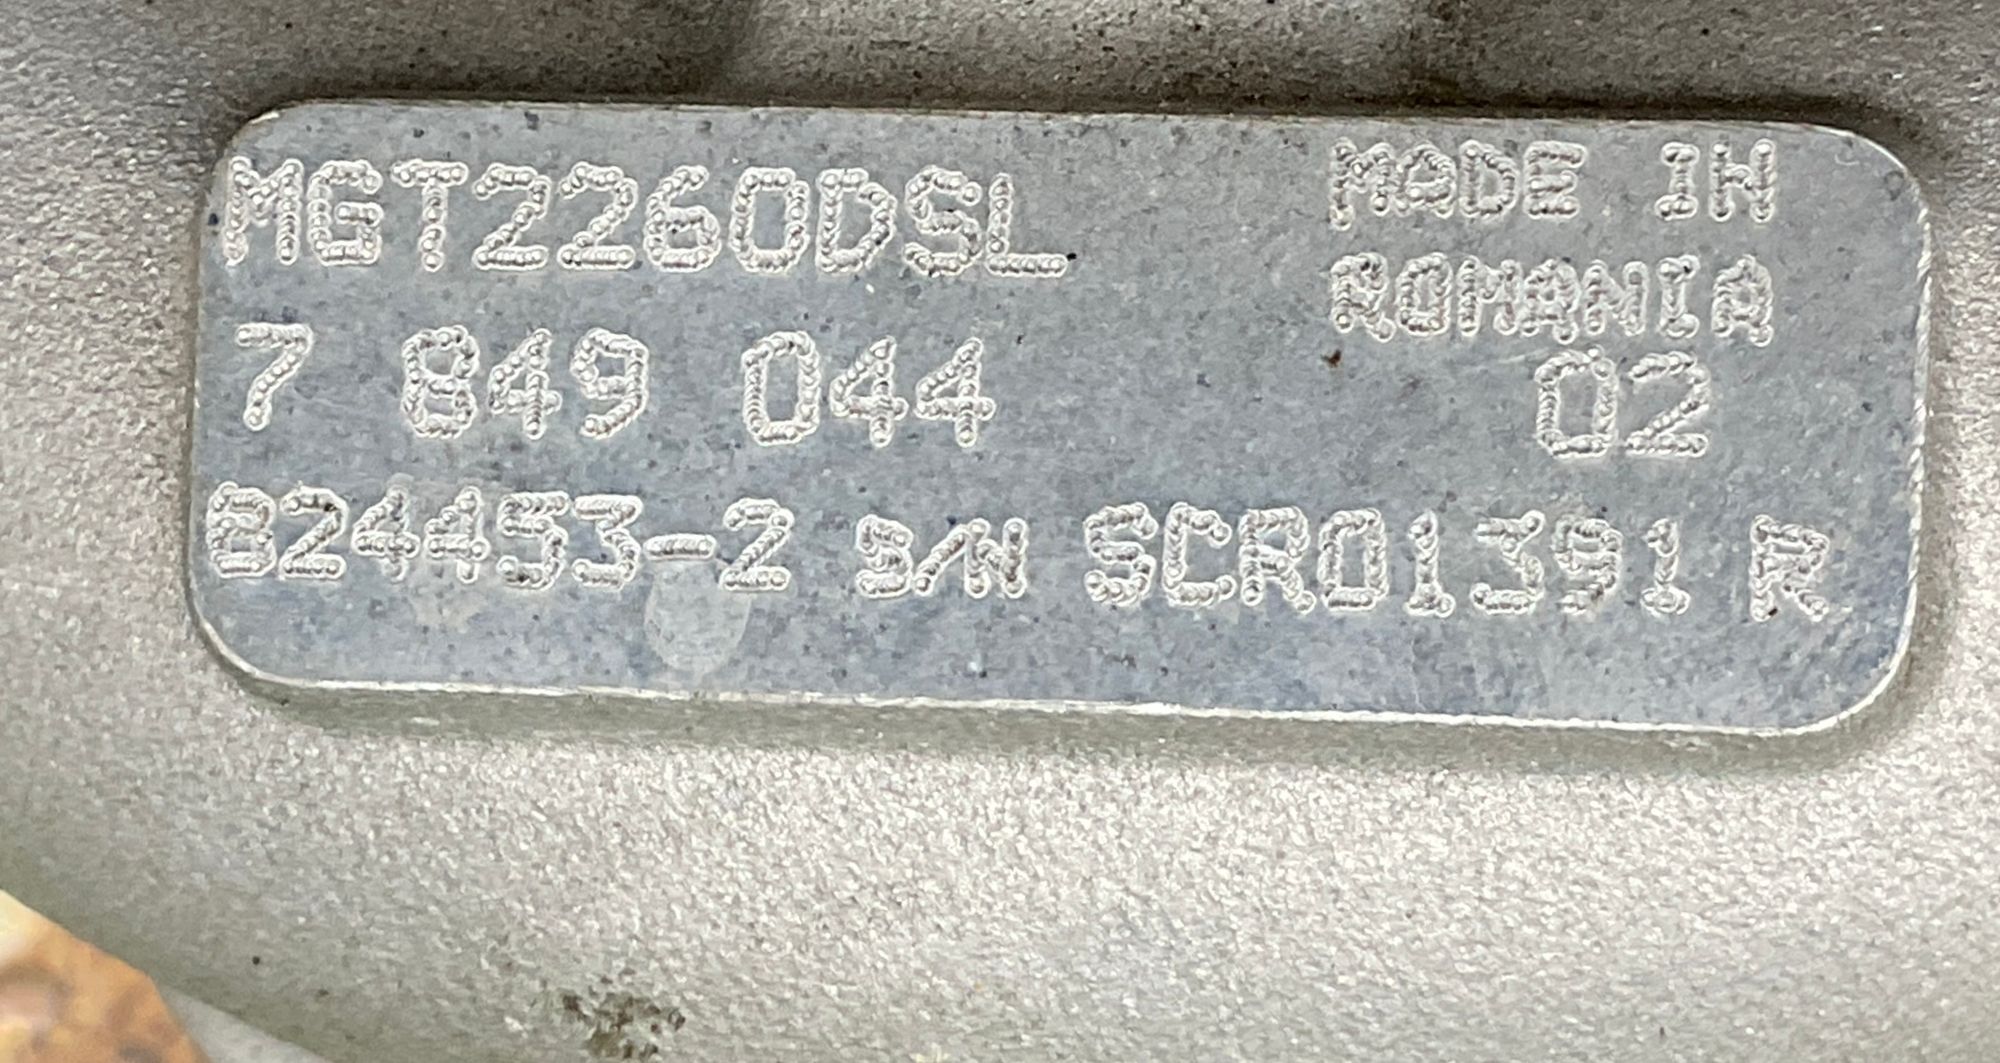 MGT2260DSL
MADE IN
ROMANIA
7 849 044
02
824453-2 S/N SCR01391 R